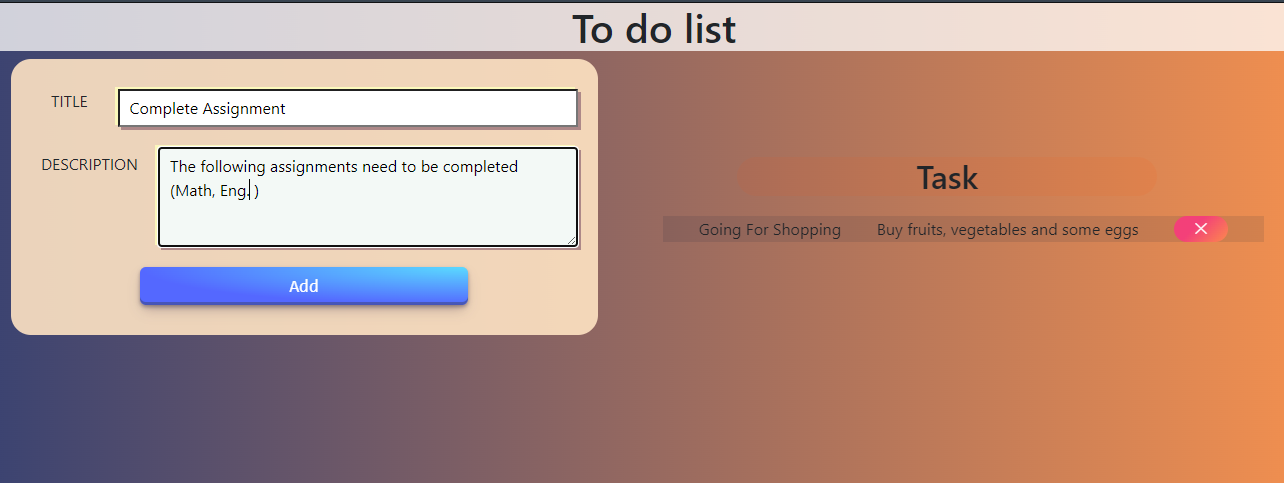 To do list
TITLE
Complete Assignment
DESCRIPTION
The following assignments need to be completed
(Math, Eng. )
Add
Task
Going For Shopping Buy fruits, vegetables and some eggs ✕